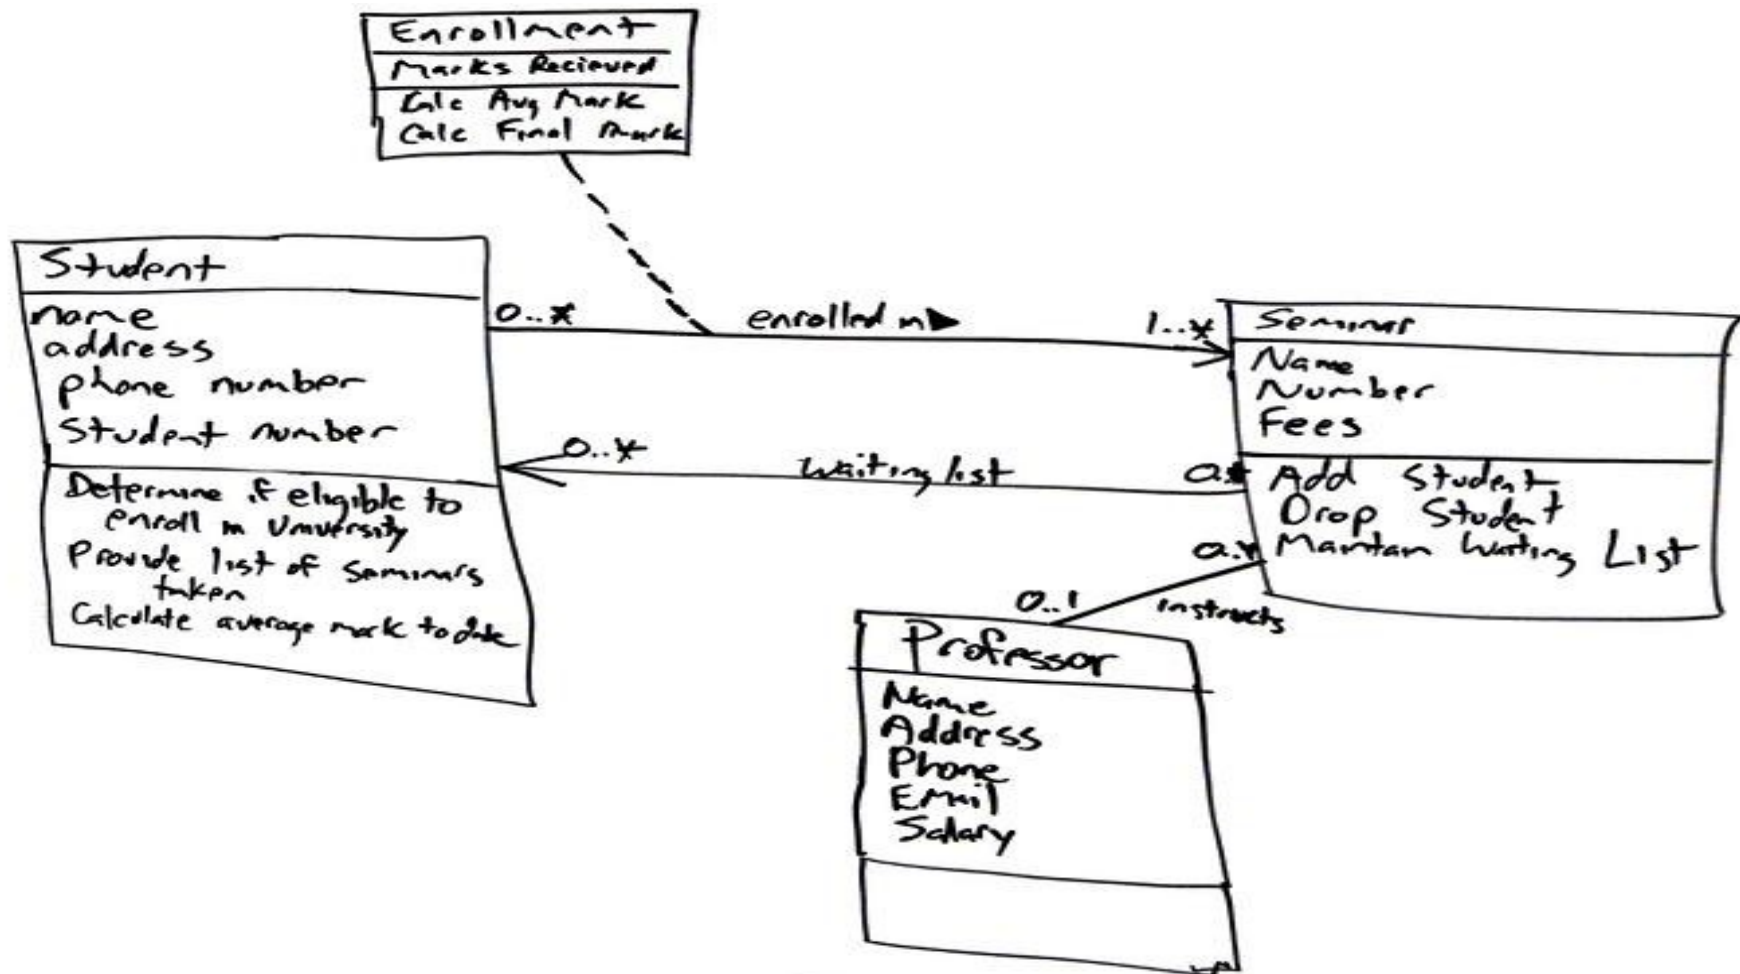 Enrollment
Marks Recieved
Calc Avg Mark
Calc Final Mark
Student
name
address
phone number
Student number
Determine if eligible to
enroll in University
Provide list of seminars
taken
Calculate average mark to date
0..*
enrolled in
1..*
0..*
waiting list
0..*
Seminar
Name
Number
Fees
Add Student
Drop Student
Maintain Waiting List
0..*
0..1
instructs
Professor
Name
Address
Phone
Email
Salary